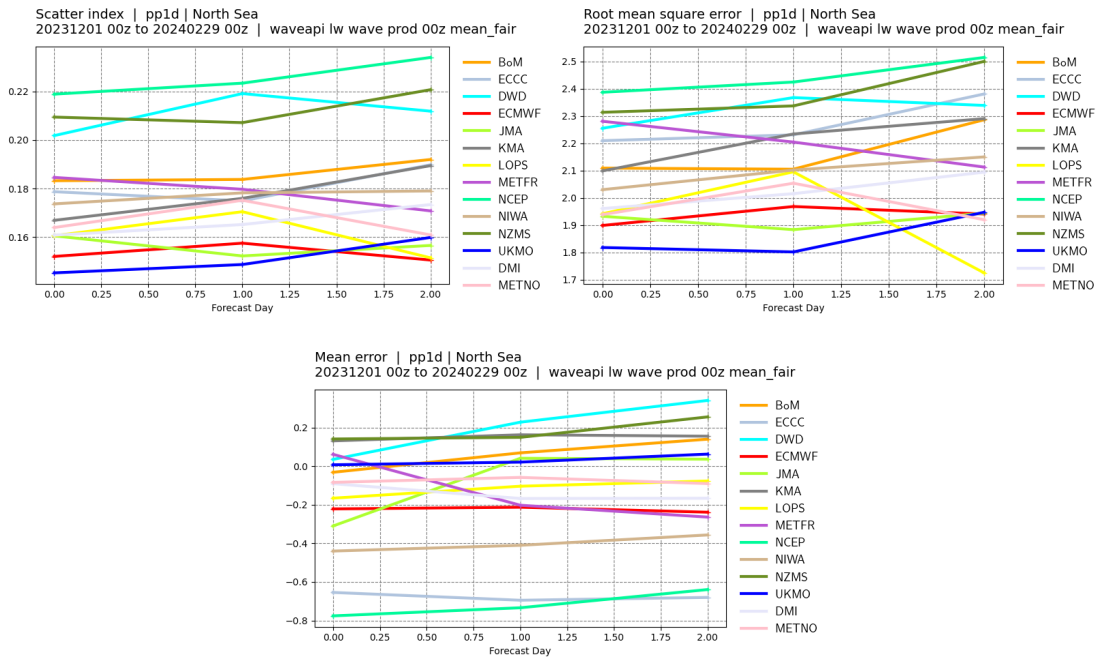 Scatter index | pp1d | North Sea
20231201 00z to 20240229 00z | waveapi lw wave prod 00z mean_fair
0.22
0.20
0.18
0.16
0.00 0.25 0.50 0.75 1.00 1.25 1.50 1.75 2.00
Forecast Day
BoM
ECCC
DWD
ECMWF
JMA
KMA
LOPS
METFR
NCEP
NIWA
NZMS
UKMO
DMI
METNO
Root mean square error | pp1d | North Sea
20231201 00z to 20240229 00z | waveapi lw wave prod 00z mean_fair
2.5
2.4
2.3
2.2
2.1
2.0
1.9
1.8
1.7
0.00 0.25 0.50 0.75 1.00 1.25 1.50 1.75 2.00
Forecast Day
BoM
ECCC
DWD
ECMWF
JMA
KMA
LOPS
METFR
NCEP
NIWA
NZMS
UKMO
DMI
METNO
Mean error | pp1d | North Sea
20231201 00z to 20240229 00z | waveapi lw wave prod 00z mean_fair
0.2
0.0
−0.2
−0.4
−0.6
−0.8
0.00 0.25 0.50 0.75 1.00 1.25 1.50 1.75 2.00
Forecast Day
BoM
ECCC
DWD
ECMWF
JMA
KMA
LOPS
METFR
NCEP
NIWA
NZMS
UKMO
DMI
METNO